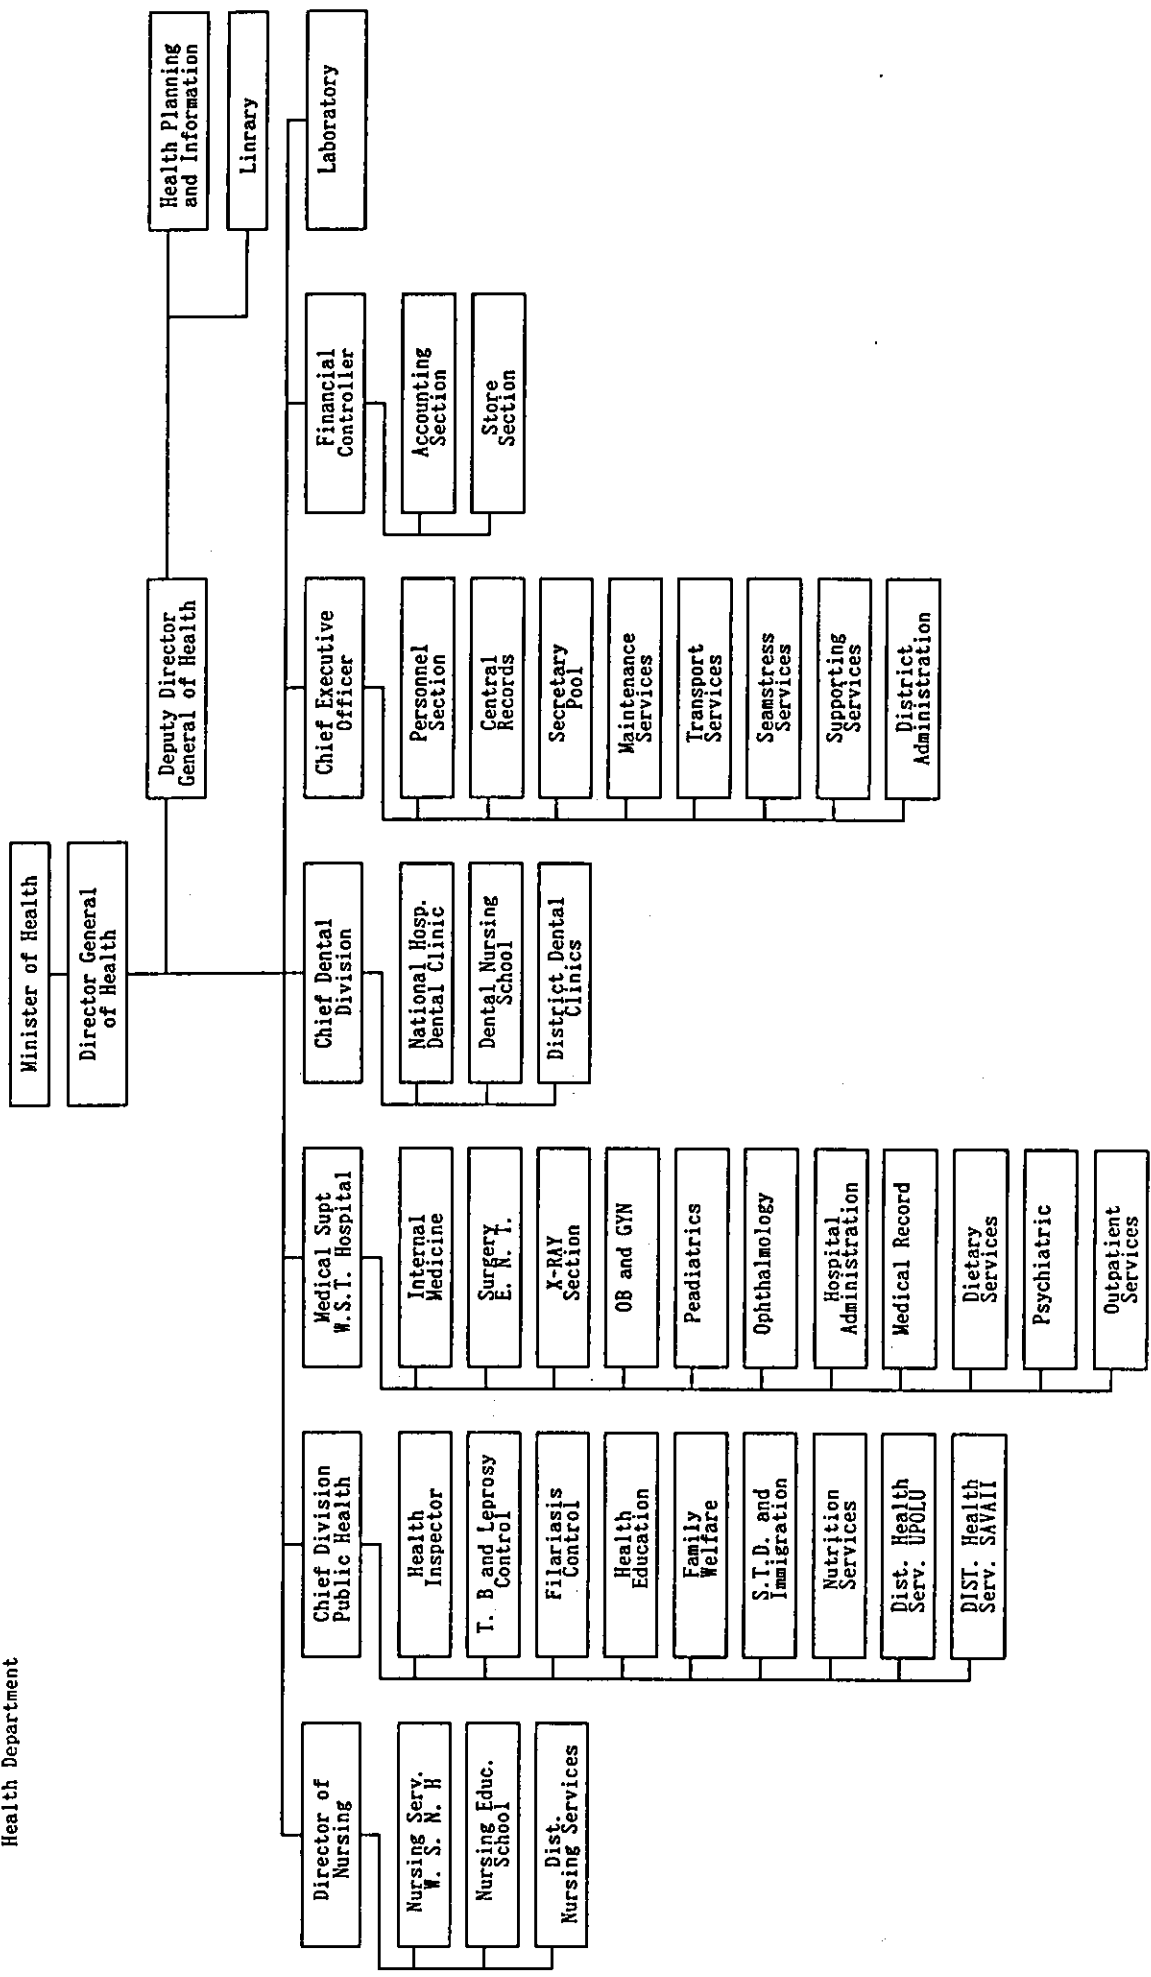 Health Department
Minister of Health
Director General
of Health
Deputy Director
General of Health
Health Planning
and Information
Linrary
Director of
Nursing
Nursing Serv.
W. S. N. H
Nursing Educ.
School
Dist.
Nursing Services
Chief Division
Public Health
Health
Inspector
T. B and Leprosy
Control
Filariasis
Control
Health
Education
Family
Welfare
S.T.D. and
Immigration
Nutrition
Services
Dist. Health
Serv. UPOLU
DIST. Health
Serv. SAVAII
Medical Supt
W.S.T. Hospital
Internal
Medicine
Surgery
E. N. T.
X-RAY
Section
OB and GYN
Peadiatrics
Ophthalmology
Hospital
Administration
Medical Record
Dietary
Services
Psychiatric
Outpatient
Services
Chief Dental
Division
National Hosp.
Dental Clinic
Dental Nursing
School
District Dental
Clinics
Chief Executive
Officer
Personnel
Section
Central
Records
Secretary
Pool
Maintenance
Services
Transport
Services
Seamstress
Services
Supporting
Services
District
Administration
Financial
Controller
Accounting
Section
Store
Section
Laboratory